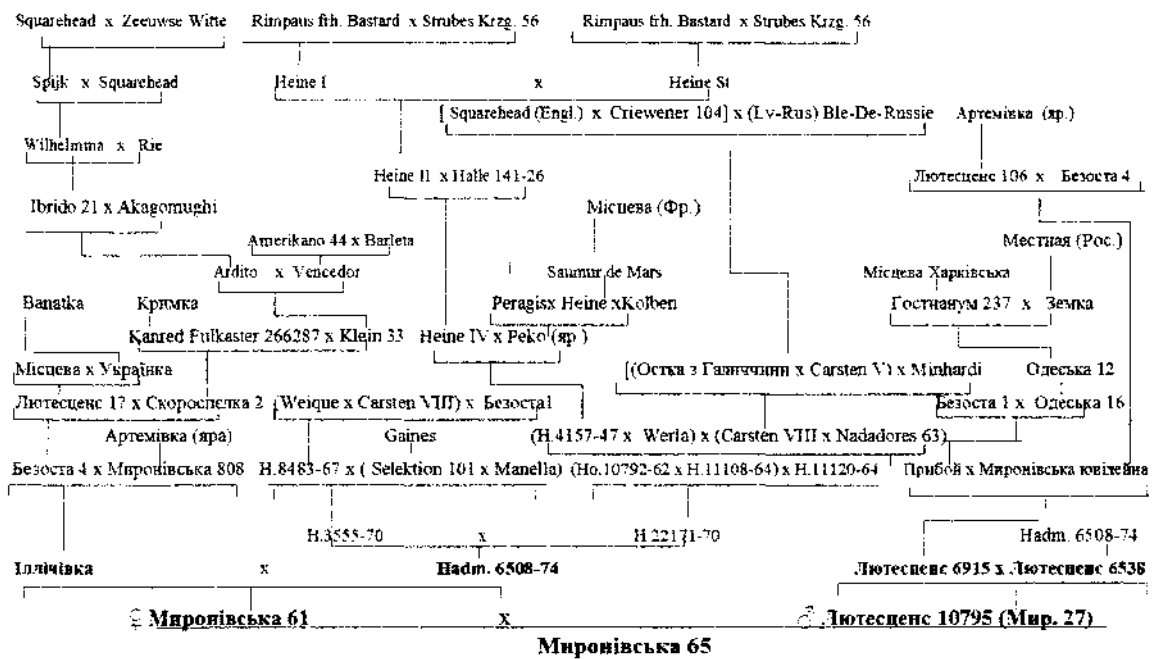 Squarehead x Zeeuwse Witte Rimpaus frh. Bastard x Strubes Krzg. 56 Rimpaus frh. Bastard x Strubes Krzg. 56
Spijk x Squarehead Heine I x Heine St
[ Squarehead (Engl.) x Criewener 104] x (Lv-Rus) Ble-De-Russie Артемівка (яр.)
Wilhelmina x Rie
Heine II x Halle 141-26 Лютесценс 106 x Безоста 4
Ibrido 21 x Akagomughi Місцева (Фр.)
Amerikano 44 x Barleta Местная (Рос.)
Ardito x Vencedor Saumur de Mars Місцева Харківська
Banatka Кримка Peragisx Heine xKolben Гостианум 237 x Земка
Kanred Fulkaster 266287 x Klein 33 Heine IV x Peko (яр.)
Місцева x Українка [(Остка з Галиччини x Carsten V) x Minhardi Одеська 12
Лютесценс 17 x Скороспелка 2 (Weique x Carsten VIII) x Безоста1 Безоста 1 x Одеська 16
Артемівка (яра) Gaines (H.4157-47 x Werla) x (Carsten VIII x Nadadores 63)
Безоста 4 x Миронівська 808 H.8483-67 x ( Selektion 101 x Manella) (Ho.10792-62 x H.11108-64) x H.11120-64 Прибой x Миронівська ювілейна
H.3555-70 x H 22171-70 Hadm. 6508-74
Іллічівка x Hadm. 6508-74 Лютесценс 6915 x Лютесценс 6538
♀ Миронівська 61 x ♂ Лютесценс 10795 (Мир. 27)
Миронівська 65